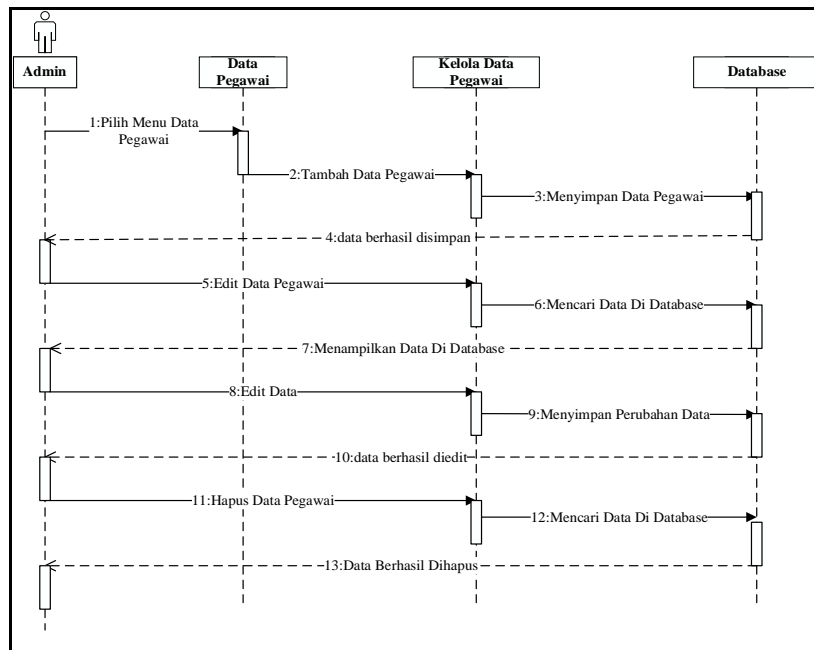 Admin
Data
Pegawai
Kelola Data
Pegawai
Database
1:Pilih Menu Data
Pegawai
2:Tambah Data Pegawai
3:Menyimpan Data Pegawai
4:data berhasil disimpan
5:Edit Data Pegawai
6:Mencari Data Di Database
7:Menampilkan Data Di Database
8:Edit Data
9:Menyimpan Perubahan Data
10:data berhasil diedit
11:Hapus Data Pegawai
12:Mencari Data Di Database
13:Data Berhasil Dihapus